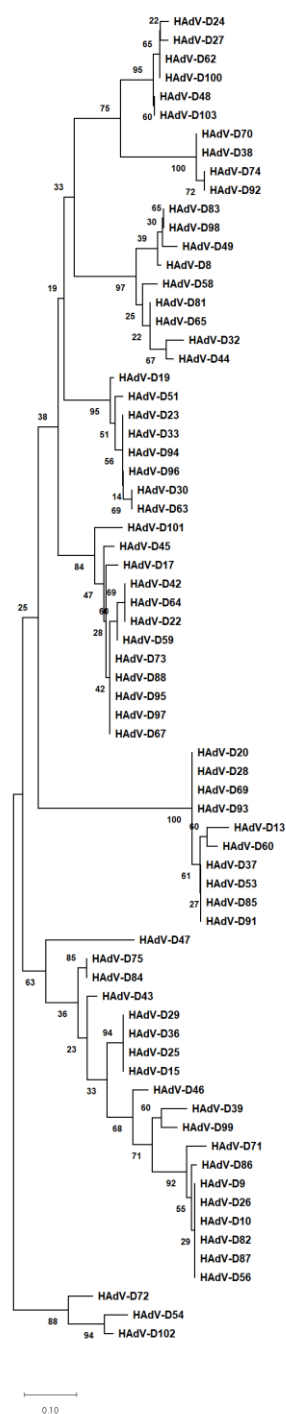 22 HAdV-D24
HAdV-D27
65 HAdV-D62
95 HAdV-D100
HAdV-D48
60 HAdV-D103
75
HAdV-D70
HAdV-D38
100 HAdV-D74
72 HAdV-D92
33
65 HAdV-D83
30 HAdV-D98
39 HAdV-D49
HAdV-D8
97 HAdV-D58
HAdV-D81
25 HAdV-D65
22 HAdV-D32
67 HAdV-D44
19
HAdV-D19
95 HAdV-D51
HAdV-D23
51 HAdV-D33
HAdV-D94
56 HAdV-D96
14 HAdV-D30
69 HAdV-D63
38
HAdV-D101
HAdV-D45
84 HAdV-D17
47 69 HAdV-D42
60 HAdV-D64
HAdV-D22
28 HAdV-D59
HAdV-D73
HAdV-D88
42 HAdV-D95
HAdV-D97
HAdV-D67
25
HAdV-D20
HAdV-D28
HAdV-D69
HAdV-D93
100 60 HAdV-D13
HAdV-D60
61 HAdV-D37
HAdV-D53
27 HAdV-D85
HAdV-D91
HAdV-D47
85 HAdV-D75
63 HAdV-D84
HAdV-D43
36 HAdV-D29
94 HAdV-D36
23 HAdV-D25
HAdV-D15
33 HAdV-D46
60 HAdV-D39
68 HAdV-D99
HAdV-D71
71 HAdV-D86
92 HAdV-D9
HAdV-D26
55 HAdV-D10
HAdV-D82
29 HAdV-D87
HAdV-D56
HAdV-D72
88 HAdV-D54
94 HAdV-D102
0.10